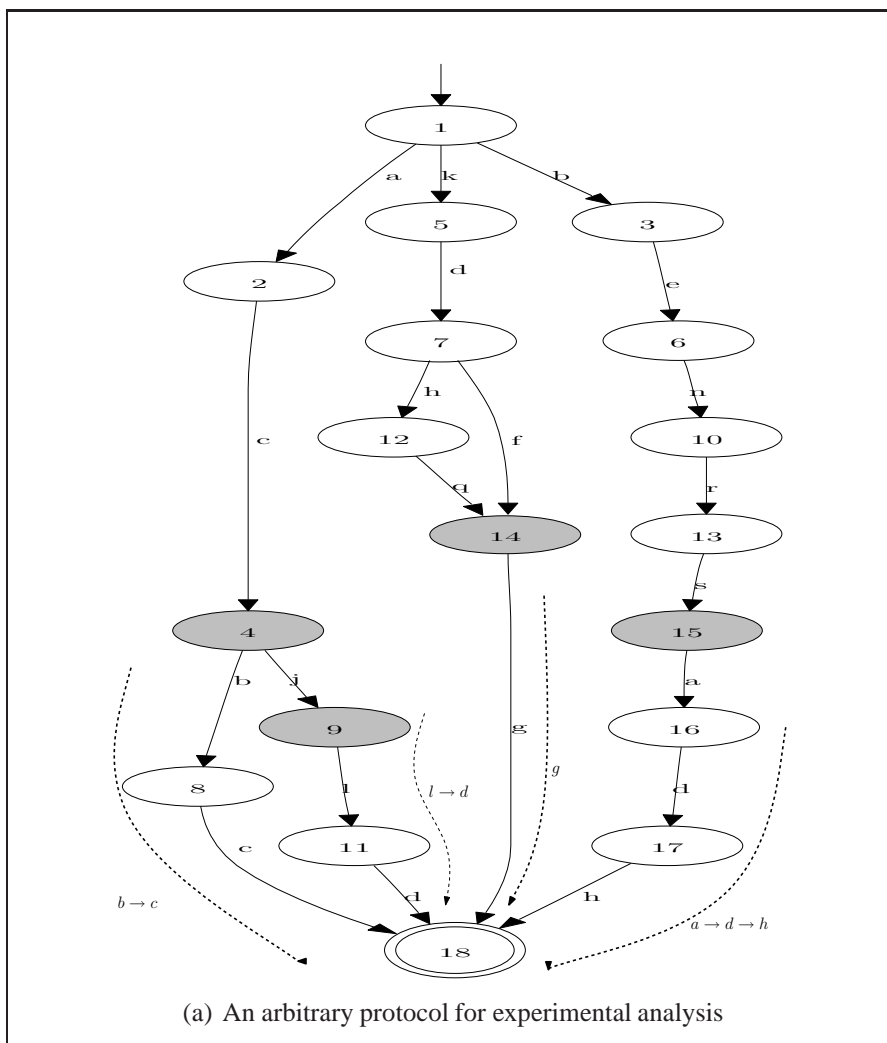 1
a k b
5 3
2
d e
7 6
h n
12 c f 10
q r
14 13
s
4 15
b j a
9 g 16
g
8 l l → d d
11 17
c
d h
b → c a → d → h
18
(a) An arbitrary protocol for experimental analysis